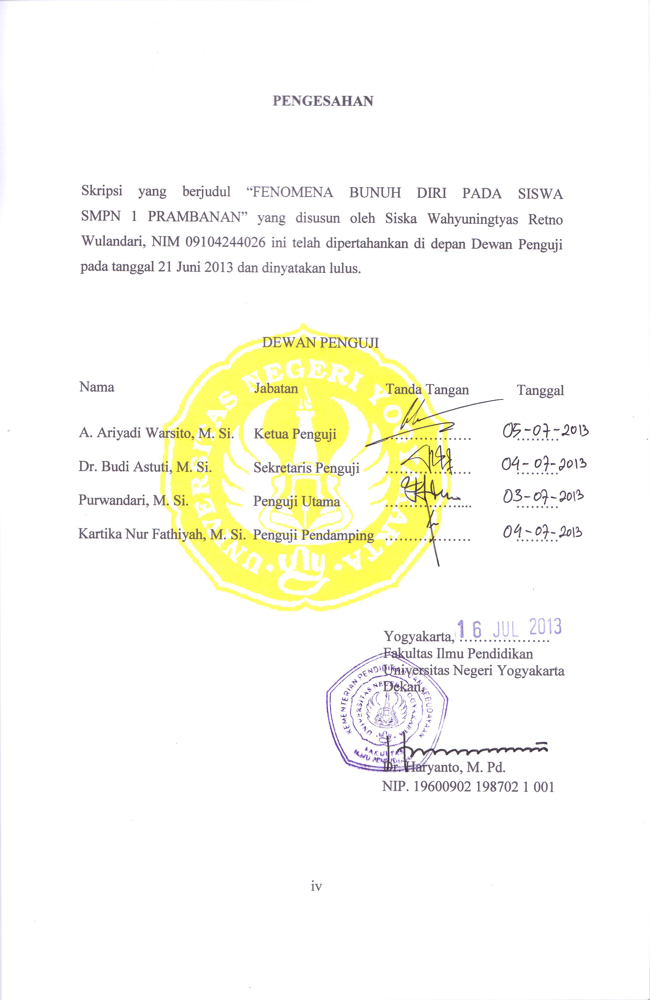 PENGESAHAN
Skripsi yang berjudul “FENOMENA BUNUH DIRI PADA SISWA
SMPN 1 PRAMBANAN” yang disusun oleh Siska Wahyuningtyas Retno
Wulandari, NIM 09104244026 ini telah dipertahankan di depan Dewan Penguji
pada tanggal 21 Juni 2013 dan dinyatakan lulus.
DEWAN PENGUJI
UNIVERSITAS NEGERI YOGYAKARTA
uny
Nama Jabatan Tanda Tangan Tanggal
A. Ariyadi Warsito, M. Si. Ketua Penguji .................. 05-07-2013
Dr. Budi Astuti, M. Si. Sekretaris Penguji .................. 04-07-2013
Purwandari, M. Si. Penguji Utama .................. 03-07-2013
Kartika Nur Fathiyah, M. Si. Penguji Pendamping .................. 04-07-2013
Yogyakarta, 16 JUL 2013
Fakultas Ilmu Pendidikan
Universitas Negeri Yogyakarta
Dekan,
KEMENTERIAN PENDIDIKAN DAN KEBUDAYAAN
UNIVERSITAS NEGERI YOGYAKARTA
uny
FAKULTAS
ILMU PENDIDIKAN
Dr. Haryanto, M. Pd.
NIP. 19600902 198702 1 001
iv